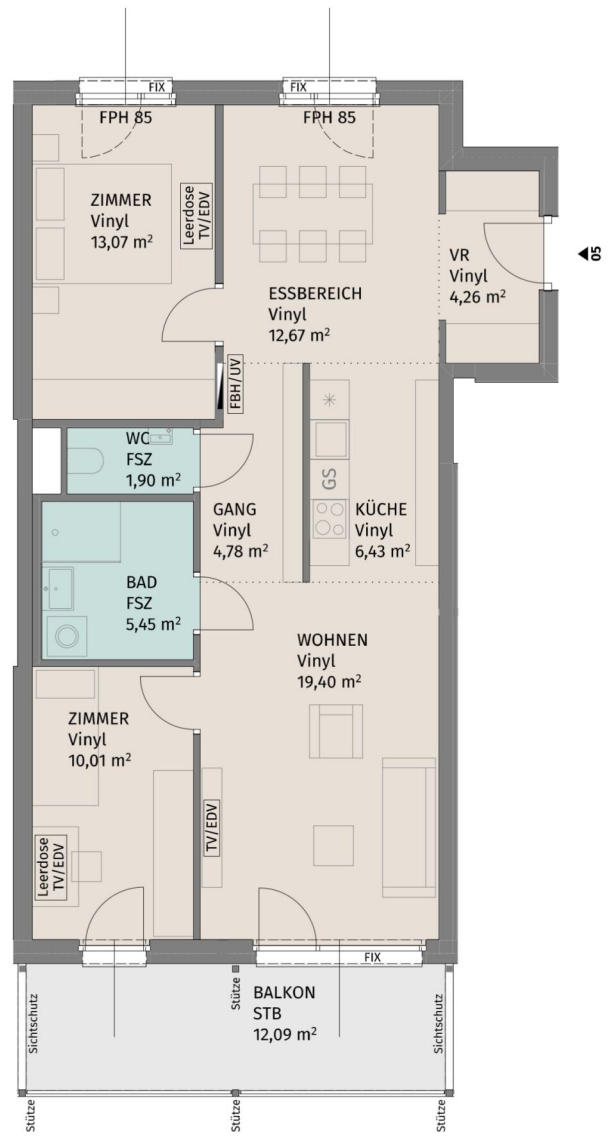 FIX
FIX
FPH 85
FPH 85
ZIMMER
Vinyl
13,07 m²
Leerdose
TV/EDV
VR
Vinyl
4,26 m²
05
ESSBEREICH
Vinyl
12,67 m²
FBH/UV
WC
FSZ
1,90 m²
GS
GANG
Vinyl
4,78 m²
KÜCHE
Vinyl
6,43 m²
BAD
FSZ
5,45 m²
WOHNEN
Vinyl
19,40 m²
ZIMMER
Vinyl
10,01 m²
TV/EDV
Leerdose
TV/EDV
FIX
BALKON
STB
12,09 m²
Stütze
Sichtschutz
Sichtschutz
Stütze
Stütze
Stütze